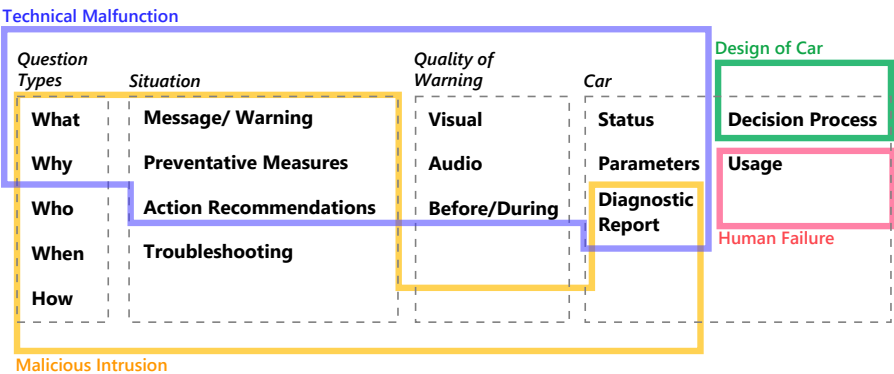 Technical Malfunction
Question
Types
Situation
Quality of
Warning
Car
Design of Car
What
Message/ Warning
Visual
Status
Decision Process
Why
Preventative Measures
Audio
Parameters
Usage
Who
Action Recommendations
Before/During
Diagnostic
Report
When
Troubleshooting
Human Failure
How
Malicious Intrusion